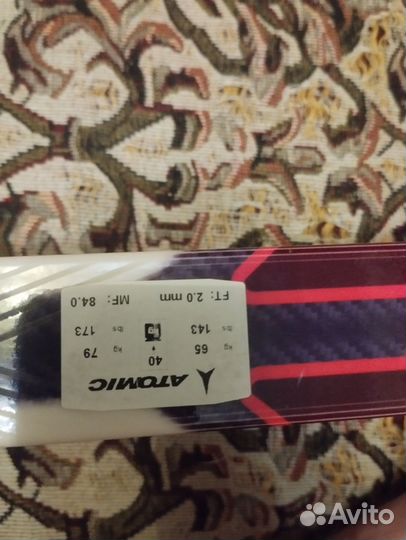 ATOMIC
40
kg 65 kg 79
lbs 143 lbs 173
FT: 2.0 mm MF: 84.0
Avito